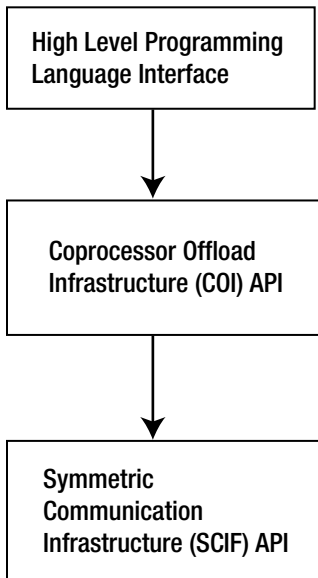 High Level Programming
Language Interface
Coprocessor Offload
Infrastructure (COI) API
Symmetric
Communication
Infrastructure (SCIF) API